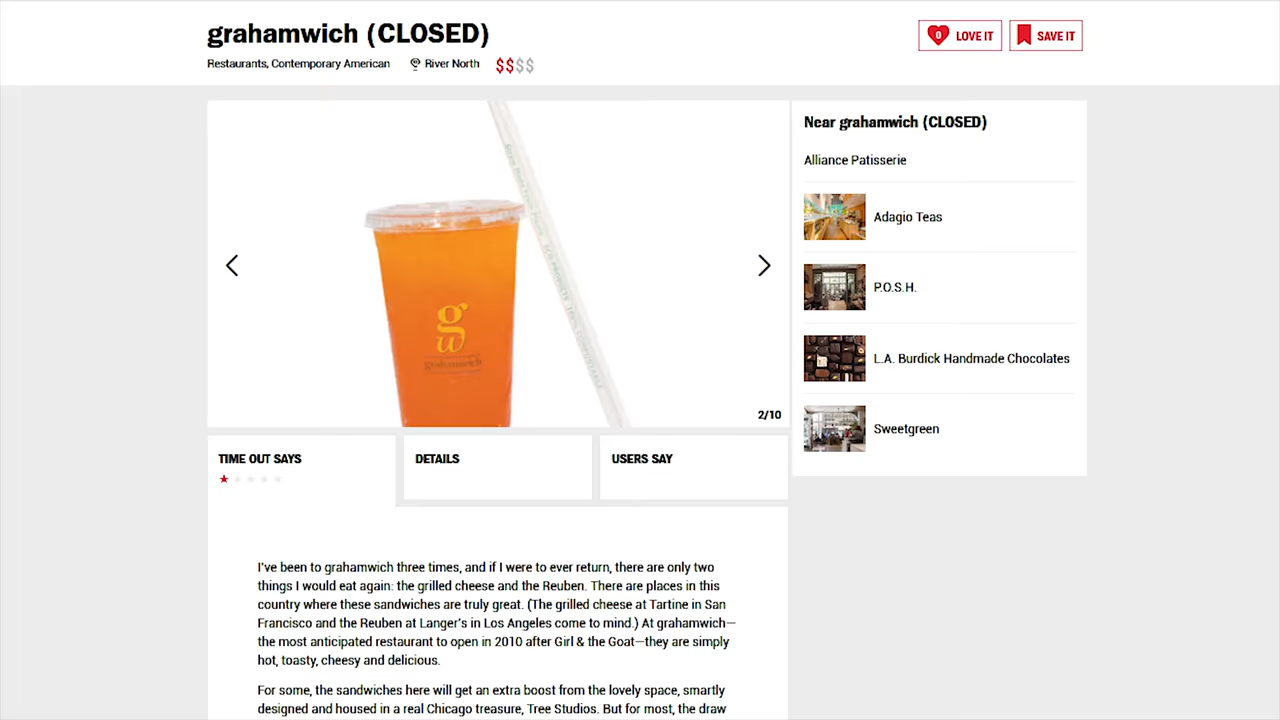 grahamwich (CLOSED)
0 LOVE IT
SAVE IT
Restaurants, Contemporary American
River North
$$$$
Near grahamwich (CLOSED)
Alliance Patisserie
Adagio Teas
P.O.S.H.
L.A. Burdick Handmade Chocolates
Sweetgreen
gw
grahamwich
2/10
TIME OUT SAYS
DETAILS
USERS SAY
I've been to grahamwich three times, and if I were to ever return, there are only two
things I would eat again: the grilled cheese and the Reuben. There are places in this
country where these sandwiches are truly great. (The grilled cheese at Tartine in San
Francisco and the Reuben at Langer's in Los Angeles come to mind.) At grahamwich—
the most anticipated restaurant to open in 2010 after Girl & the Goat—they are simply
hot, toasty, cheesy and delicious.
For some, the sandwiches here will get an extra boost from the lovely space, smartly
designed and housed in a real Chicago treasure, Tree Studios. But for most, the draw